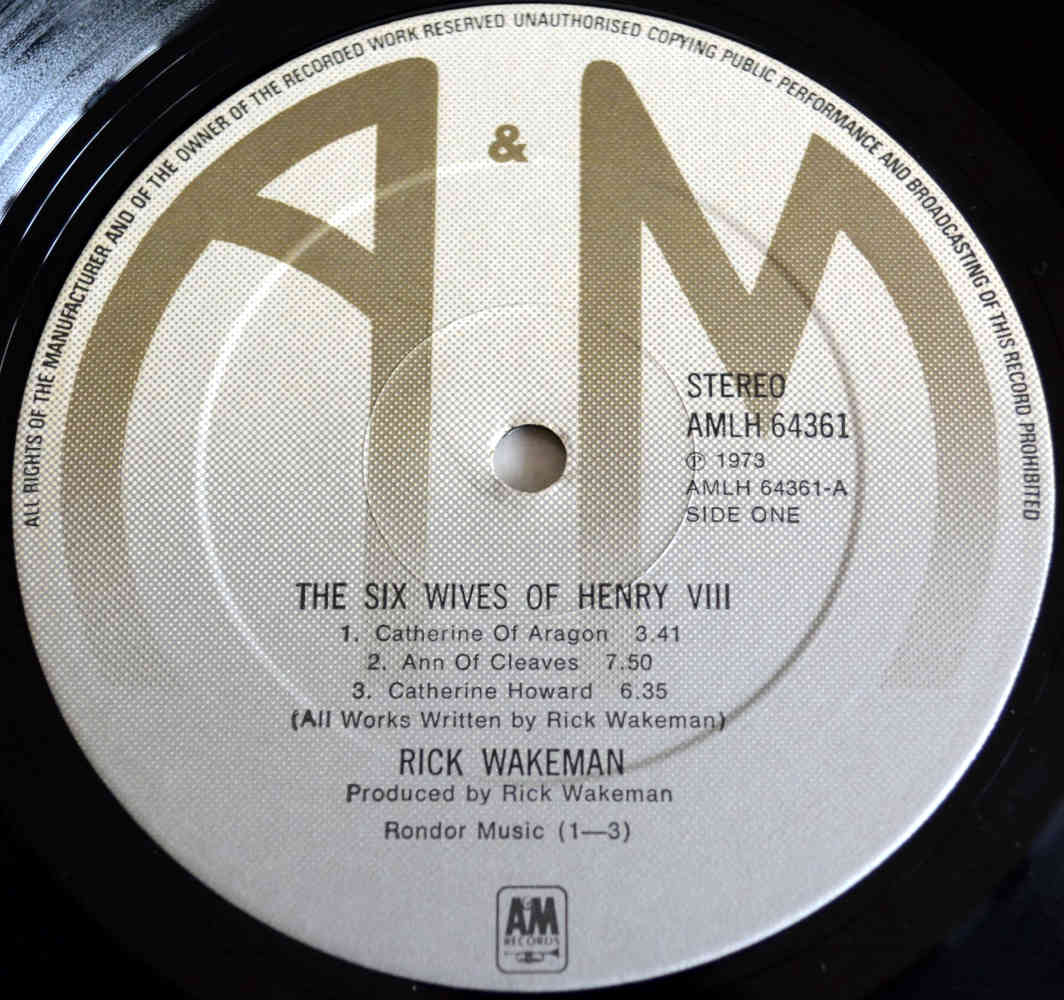 ALL RIGHTS OF THE MANUFACTURER AND OF THE OWNER OF THE RECORDED WORK RESERVED UNAUTHORISED COPYING PUBLIC PERFORMANCE AND BROADCASTING OF THIS RECORD PROHIBITED
A & M
STEREO
AMLH 64361
℗ 1973
AMLH 64361-A
SIDE ONE
THE SIX WIVES OF HENRY VIII
1. Catherine Of Aragon 3.41
2. Ann Of Cleaves 7.50
3. Catherine Howard 6.35
(All Works Written by Rick Wakeman)
RICK WAKEMAN
Produced by Rick Wakeman
Rondor Music (1—3)
A&M
RECORDS